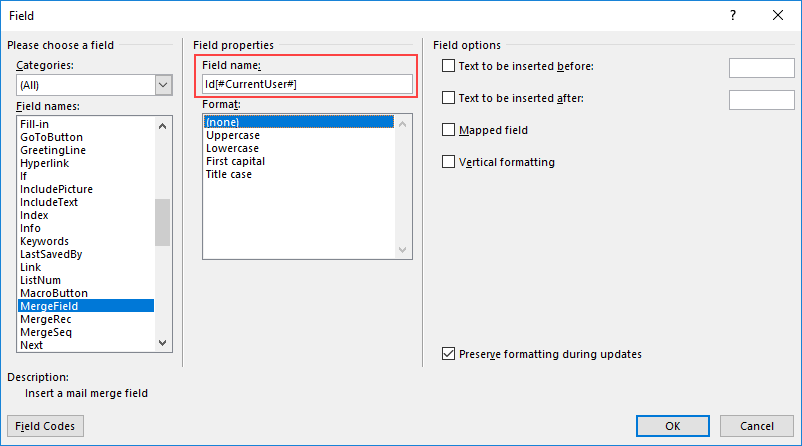 Field
?
Please choose a field
Categories:
(All)
Field names:
Fill-in
GoToButton
GreetingLine
Hyperlink
If
IncludePicture
IncludeText
Index
Info
Keywords
LastSavedBy
Link
ListNum
MacroButton
MergeField
MergeRec
MergeSeq
Next
Field properties
Field name:
Id[#CurrentUser#]
Format:
(none)
Uppercase
Lowercase
First capital
Title case
Field options
Text to be inserted before:
Text to be inserted after:
Mapped field
Vertical formatting
Preserve formatting during updates
Description:
Insert a mail merge field
Field Codes
OK
Cancel